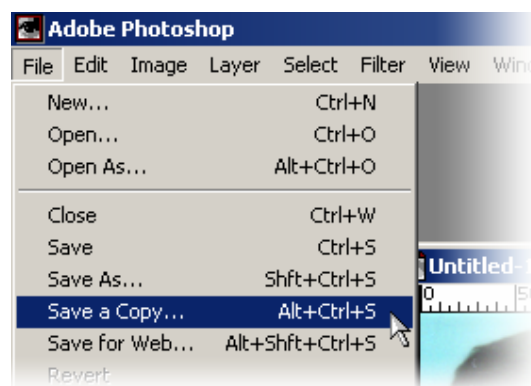 Adobe Photoshop
File Edit Image Layer Select Filter View
New... Ctrl+N
Open... Ctrl+O
Open As... Alt+Ctrl+O
Close Ctrl+W
Save Ctrl+S
Save As... Shft+Ctrl+S
Untitled-
Save a Copy... Alt+Ctrl+S
0
Save for Web... Alt+Shft+Ctrl+S
Revert